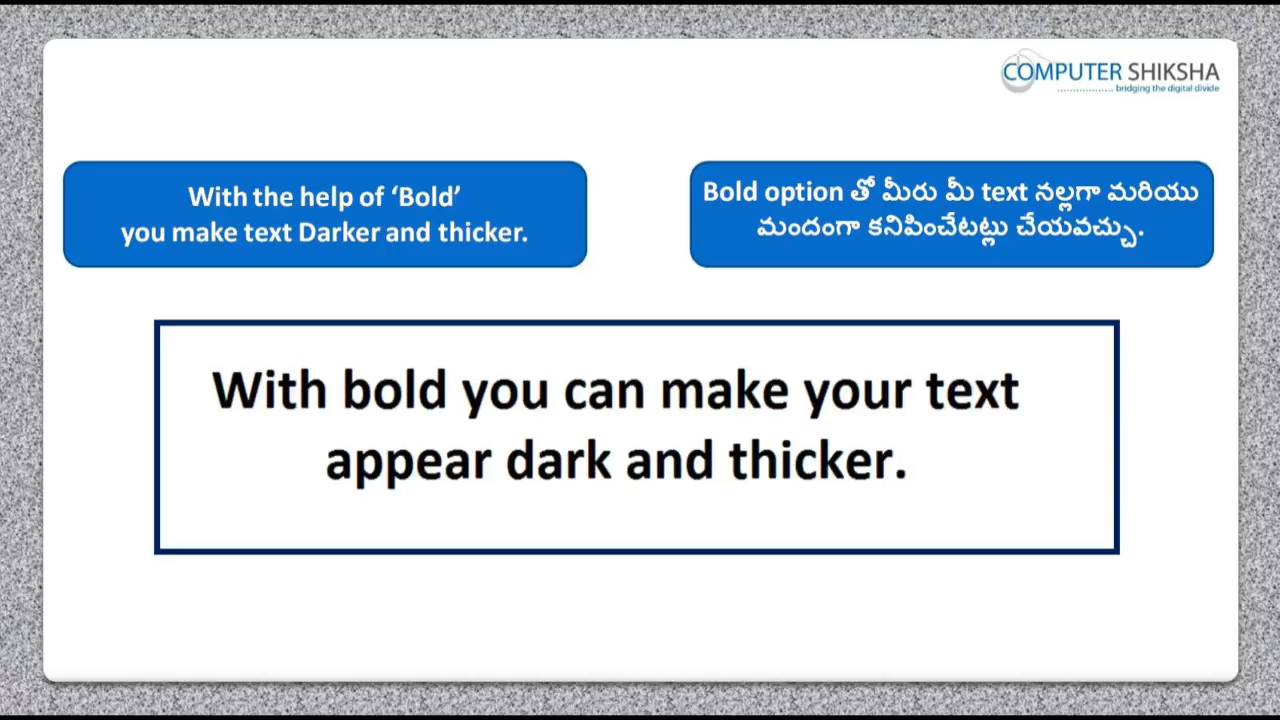 COMPUTER SHIKSHA
.............. bridging the digital divide
With the help of ‘Bold’
you make text Darker and thicker.
Bold option తో మీరు మీ text నల్లగా మరియు
మందంగా కనిపించేటట్లు చేయవచ్చు.
With bold you can make your text
appear dark and thicker.